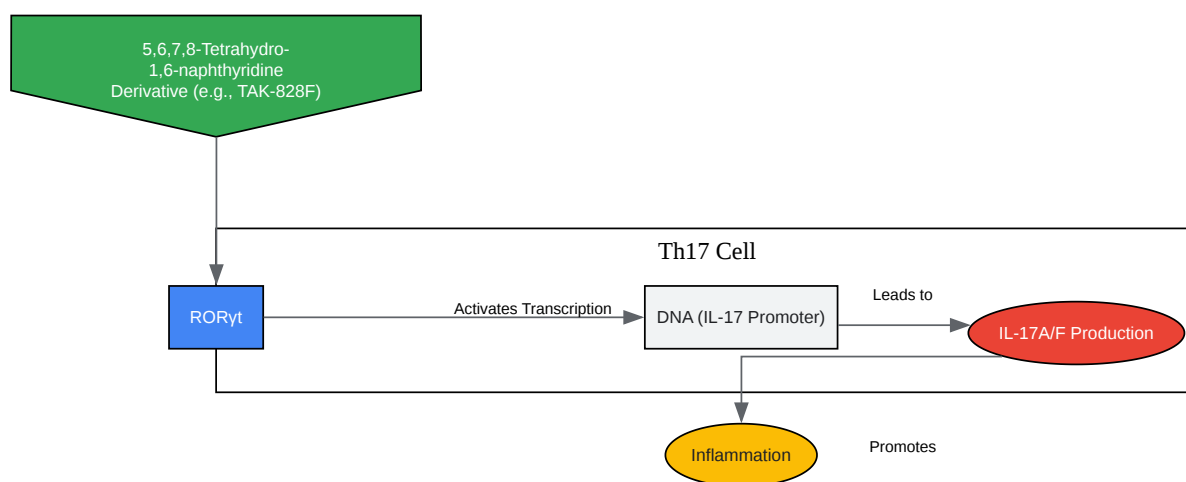 5,6,7,8-Tetrahydro-
1,6-naphthyridine
Derivative (e.g., TAK-828F)
Th17 Cell
RORγt
Activates Transcription
DNA (IL-17 Promoter)
Leads to
IL-17A/F Production
Inflammation
Promotes